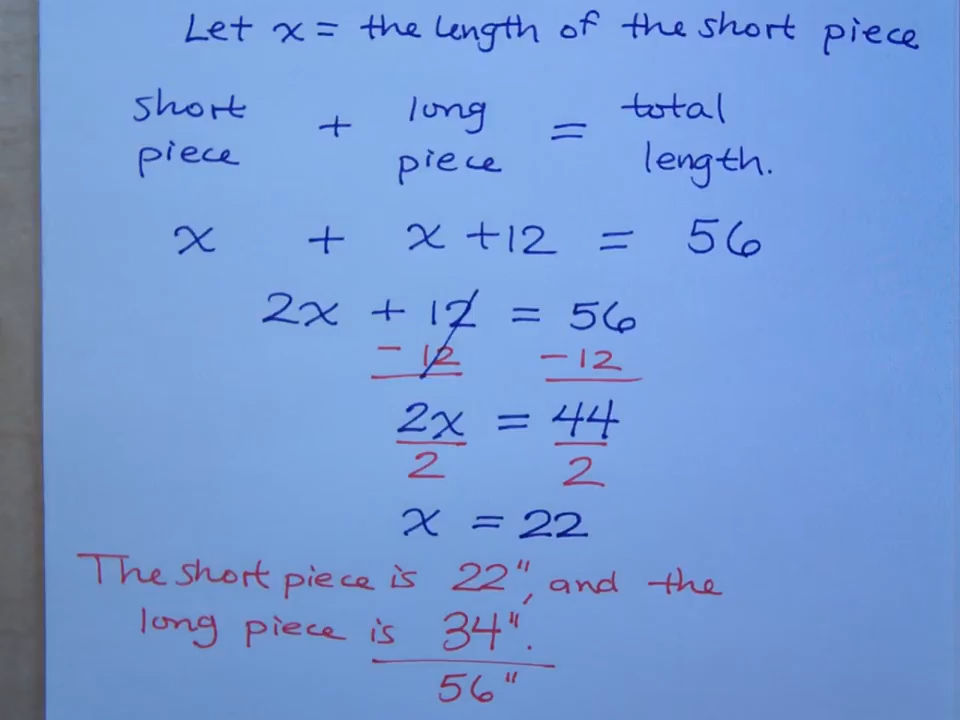 Let x = the length of the short piece
short piece + long piece = total length.
x + x + 12 = 56
2x + 12 = 56
- 12 - 12
2x = 44
2 2
x = 22
The short piece is 22", and the
long piece is 34".
56"